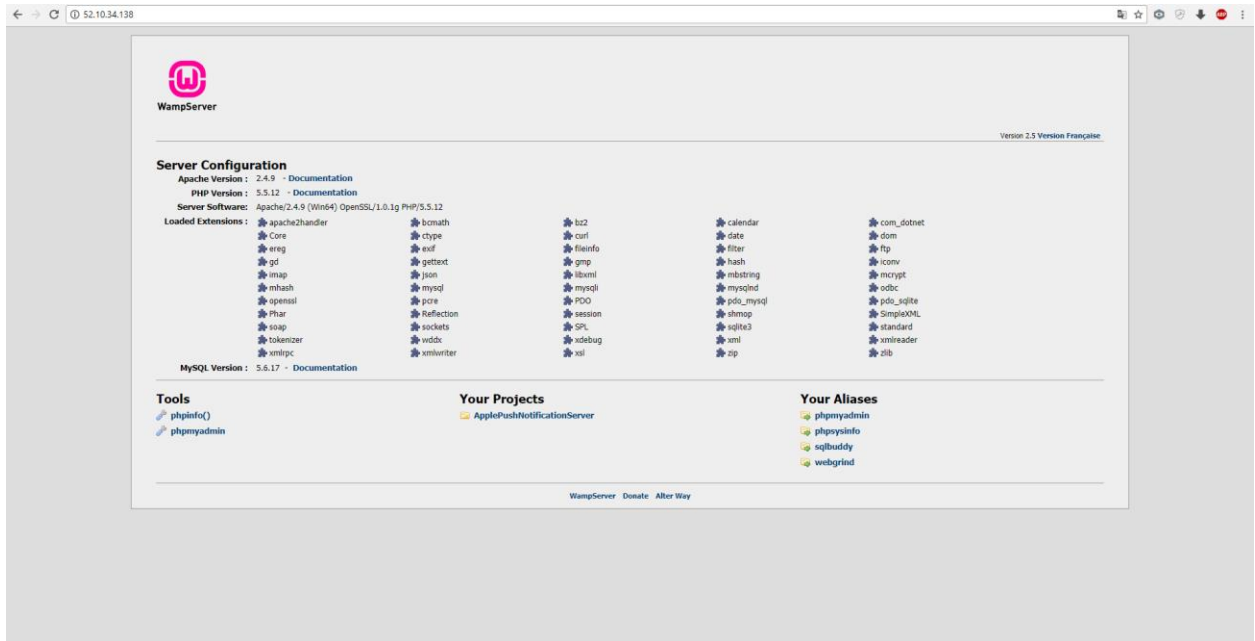 52.10.34.138
ABP
W
WampServer
Version 2.5 Version Française
Server Configuration
Apache Version : 2.4.9 - Documentation
PHP Version : 5.5.12 - Documentation
Server Software: Apache/2.4.9 (Win64) OpenSSL/1.0.1g PHP/5.5.12
Loaded Extensions : apache2handler bcmath bz2 calendar com_dotnet
Core ctype curl date dom
ereg exif fileinfo filter ftp
gd gettext gmp hash iconv
imap json libxml mbstring mcrypt
mhash mysql mysqli mysqlnd odbc
openssl pcre PDO pdo_mysql pdo_sqlite
Phar Reflection session shmop SimpleXML
soap sockets SPL sqlite3 standard
tokenizer wddx xdebug xml xmlreader
xmlrpc xmlwriter xsl zip zlib
MySQL Version : 5.6.17 - Documentation
Tools Your Projects Your Aliases
phpinfo() ApplePushNotificationServer phpmyadmin
phpmyadmin phpsysinfo
sqlbuddy
webgrind
WampServer Donate Alter Way